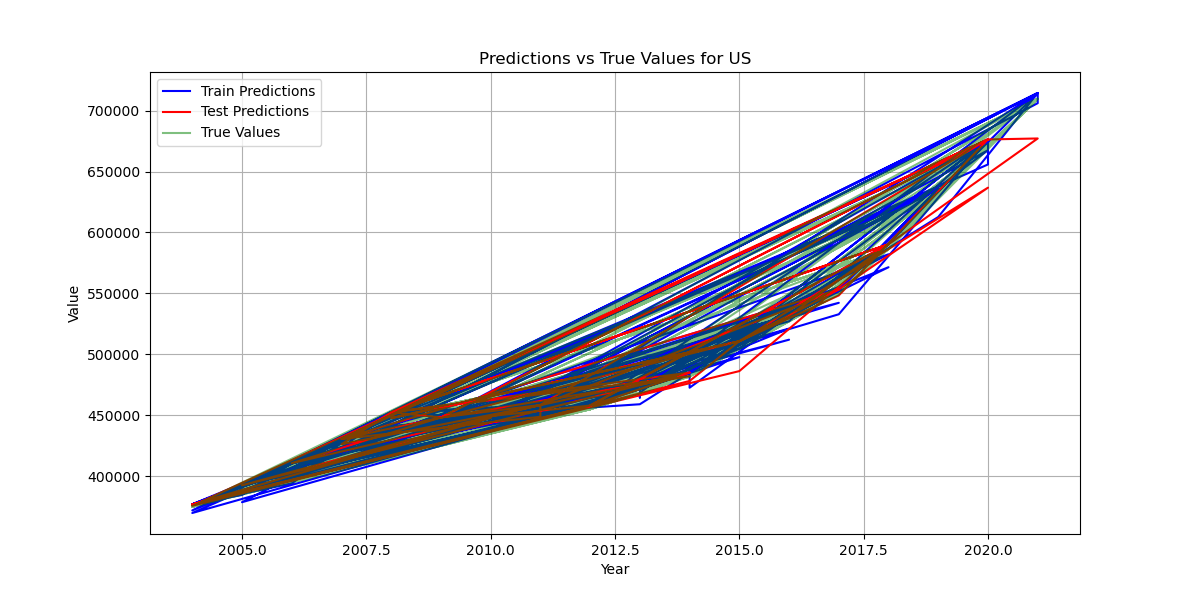 Predictions vs True Values for US
Train Predictions
Test Predictions
True Values
700000
650000
600000
550000
500000
450000
400000
Value
2005.0 2007.5 2010.0 2012.5 2015.0 2017.5 2020.0
Year